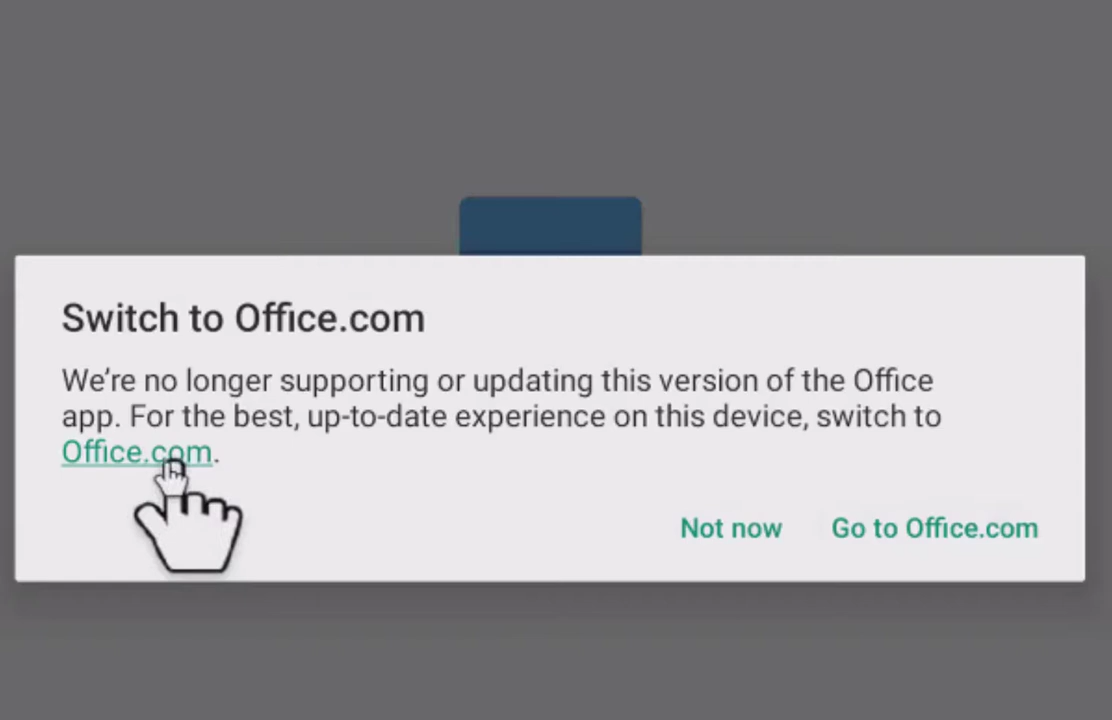 Switch to Office.com
We’re no longer supporting or updating this version of the Office
app. For the best, up-to-date experience on this device, switch to
Office.com.
Not now Go to Office.com